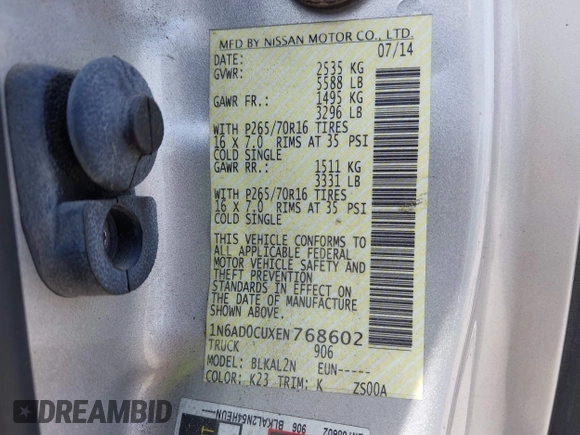 MFD BY NISSAN MOTOR CO., LTD.
DATE: 07/14
GVWR: 2535 KG
5588 LB
GAWR FR.: 1495 KG
3296 LB
WITH P265/70R16 TIRES
16 X 7.0 RIMS AT 35 PSI
COLD SINGLE
GAWR RR.: 1511 KG
3331 LB
WITH P265/70R16 TIRES
16 X 7.0 RIMS AT 35 PSI
COLD SINGLE
THIS VEHICLE CONFORMS TO
ALL APPLICABLE FEDERAL
MOTOR VEHICLE SAFETY AND
THEFT PREVENTION
STANDARDS IN EFFECT ON
THE DATE OF MANUFACTURE
SHOWN ABOVE.
1N6AD0CUXEN768602
TRUCK 906
MODEL: BLKAL2N EUN-----
COLOR: K23 TRIM: K ZS00A
906 BLKAL2N64HEUN
DREAMBID